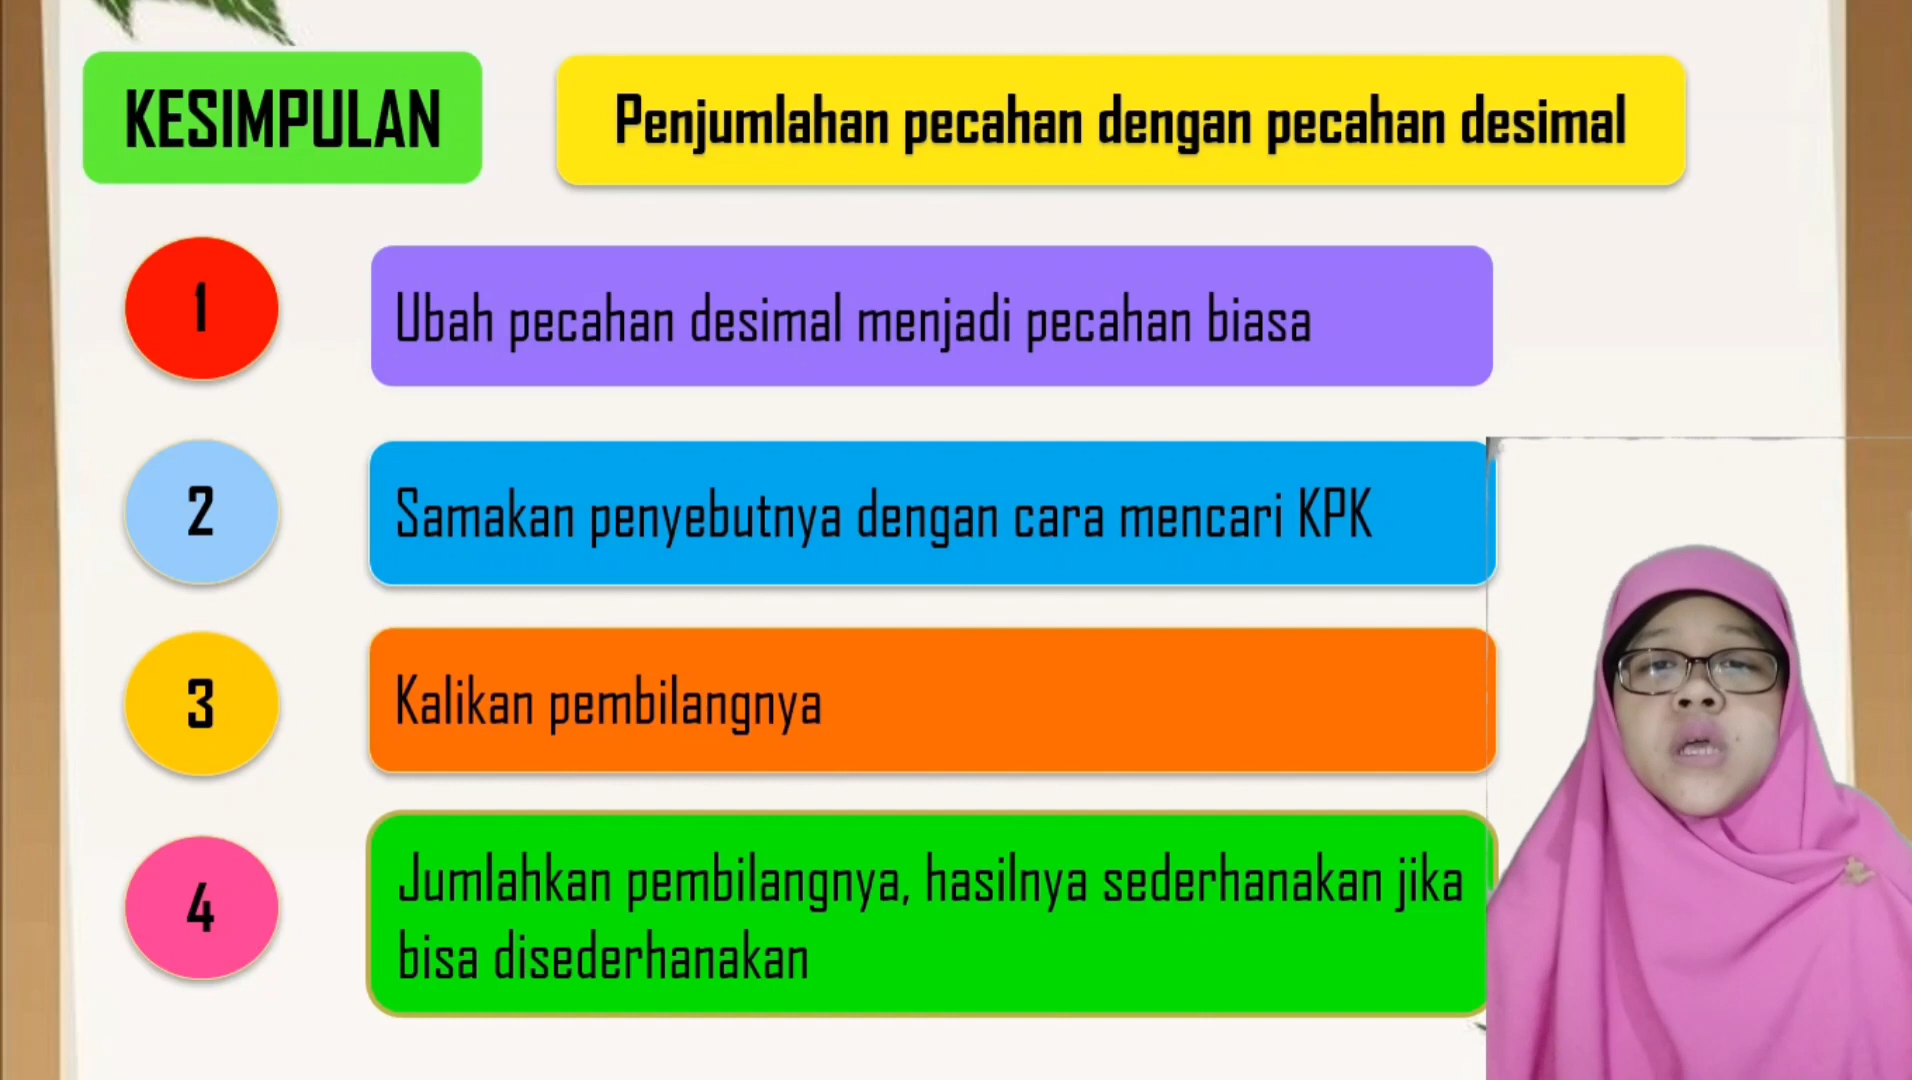 KESIMPULAN
Penjumlahan pecahan dengan pecahan desimal
1
Ubah pecahan desimal menjadi pecahan biasa
2
Samakan penyebutnya dengan cara mencari KPK
3
Kalikan pembilangnya
4
Jumlahkan pembilangnya, hasilnya sederhanakan jika
bisa disederhanakan